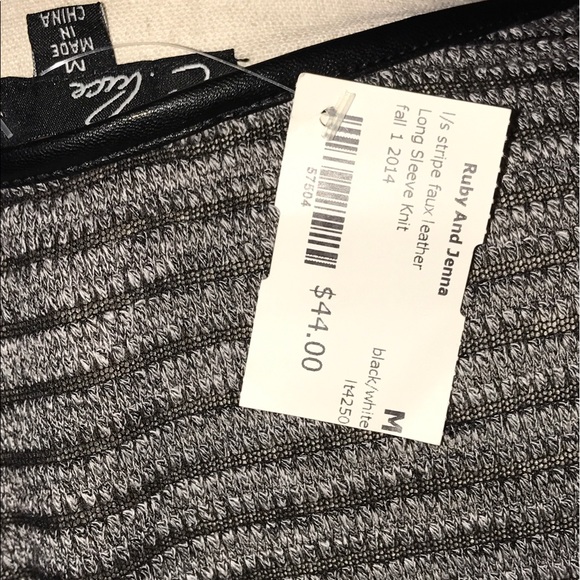 M
MADE
IN
CHINA
Ruby And Jenna
l/s stripe faux leather
Long Sleeve Knit
fall 1 2014
57504
$44.00
M
black/white
lt4250